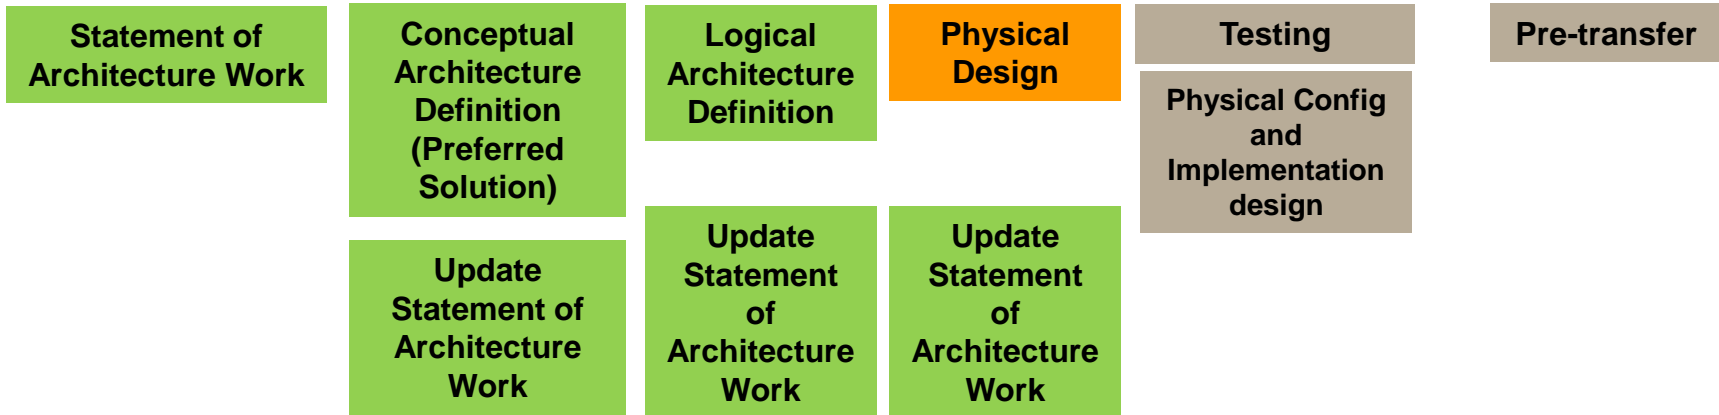 Statement of
Architecture Work
Conceptual
Architecture
Definition
(Preferred
Solution)
Logical
Architecture
Definition
Physical
Design
Testing
Pre-transfer
Physical Config
and
Implementation
design
Update
Statement of
Architecture
Work
Update
Statement
of
Architecture
Work
Update
Statement
of
Architecture
Work